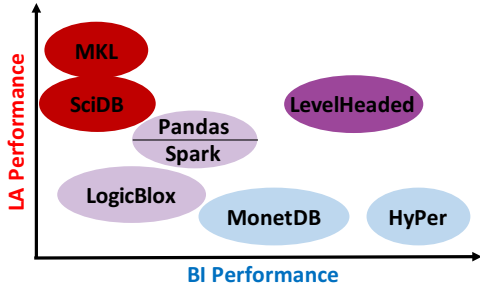 LA Performance
MKL
SciDB
LevelHeaded
Pandas
Spark
LogicBlox
MonetDB
HyPer
BI Performance